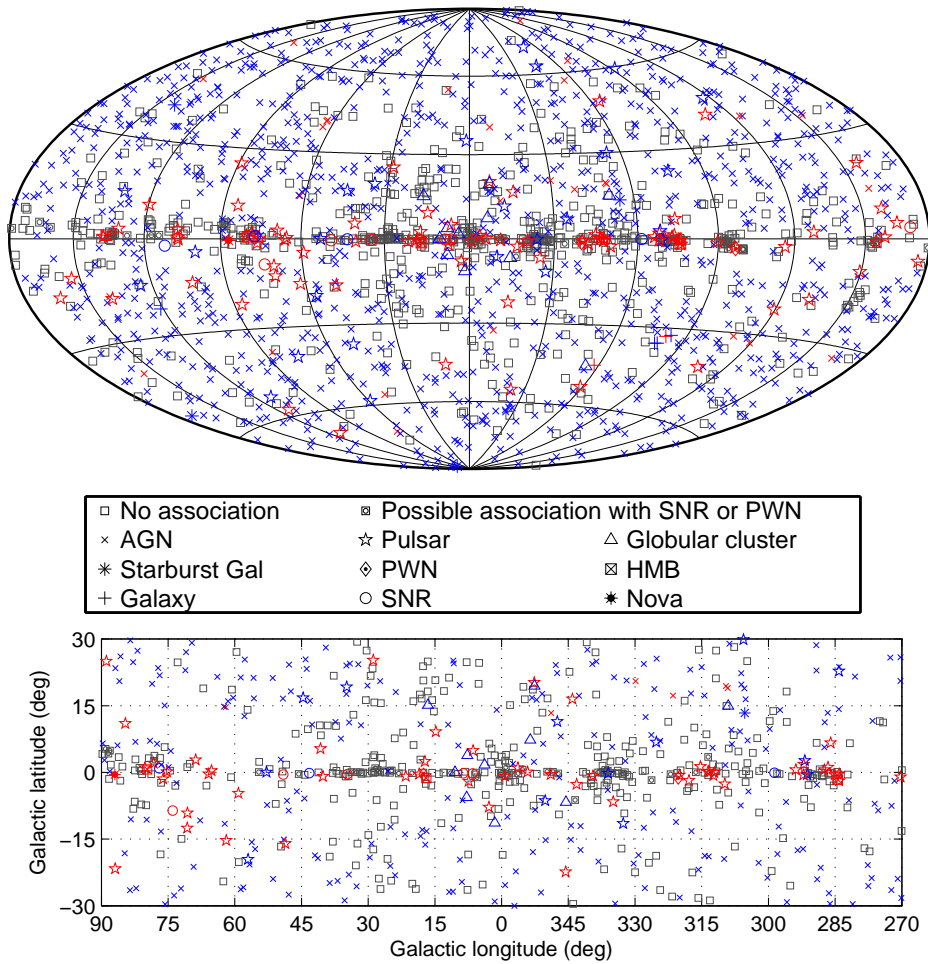 No association
Possible association with SNR or PWN
AGN
Pulsar
Globular cluster
Starburst Gal
PWN
HMB
Galaxy
SNR
Nova
30
15
0
−15
−30
Galactic latitude (deg)
90 75 60 45 30 15 0 345 330 315 300 285 270
Galactic longitude (deg)